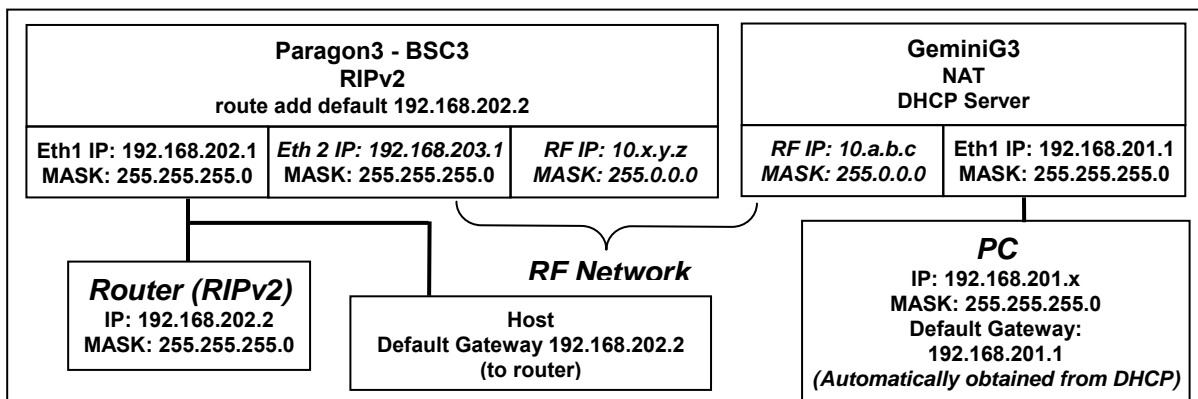 Paragon3 - BSC3
RIPv2
route add default 192.168.202.2
Eth1 IP: 192.168.202.1
MASK: 255.255.255.0
Eth 2 IP: 192.168.203.1
MASK: 255.255.255.0
RF IP: 10.x.y.z
MASK: 255.0.0.0
GeminiG3
NAT
DHCP Server
RF IP: 10.a.b.c
MASK: 255.0.0.0
Eth1 IP: 192.168.201.1
MASK: 255.255.255.0
RF Network
Router (RIPv2)
IP: 192.168.202.2
MASK: 255.255.255.0
Host
Default Gateway 192.168.202.2
(to router)
PC
IP: 192.168.201.x
MASK: 255.255.255.0
Default Gateway:
192.168.201.1
(Automatically obtained from DHCP)